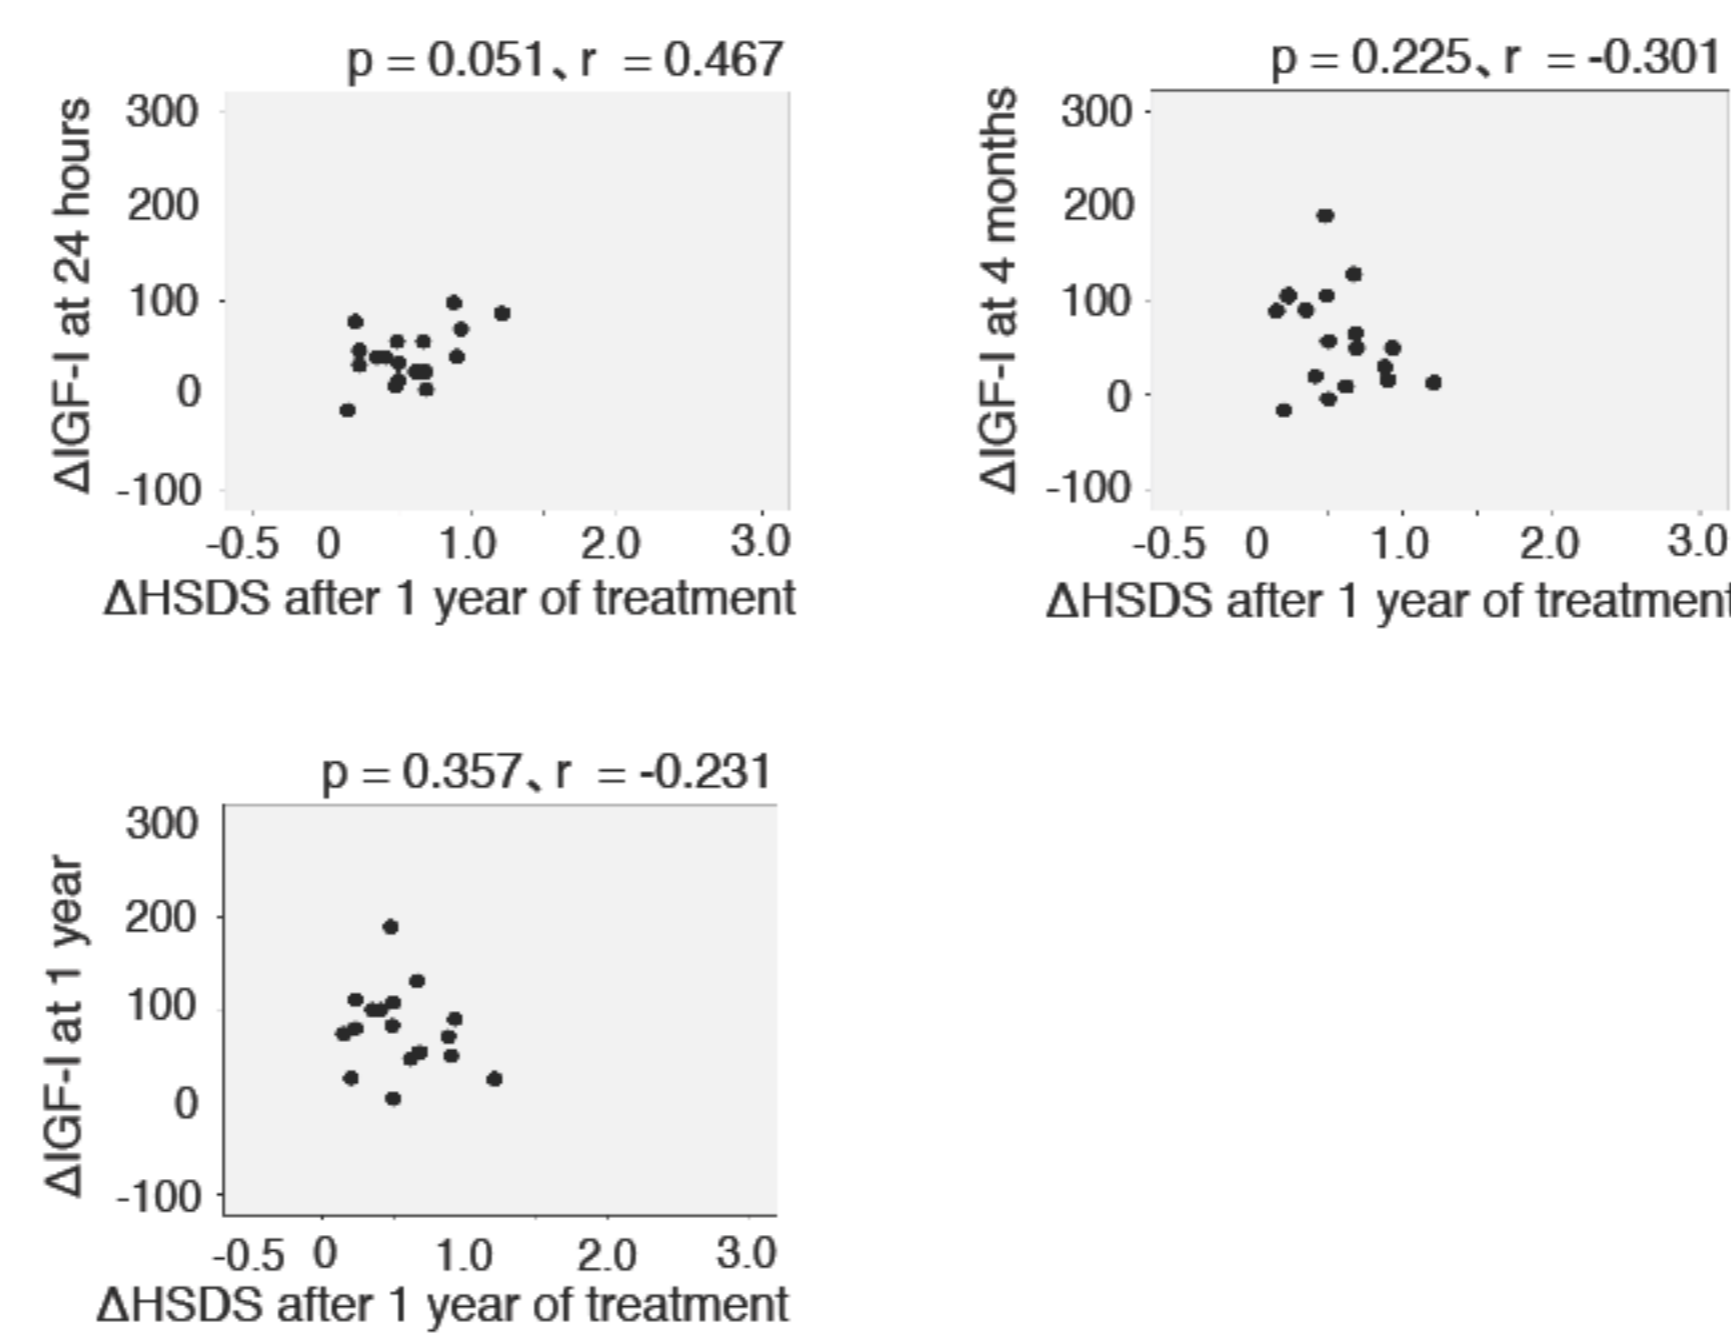 p = 0.051、r = 0.467
ΔIGF-I at 24 hours
300
200
100
0
-100
-0.5 0 1.0 2.0 3.0
ΔHSDS after 1 year of treatment
p = 0.225、r = -0.301
ΔIGF-I at 4 months
300
200
100
0
-100
-0.5 0 1.0 2.0 3.0
ΔHSDS after 1 year of treatment
p = 0.357、r = -0.231
ΔIGF-I at 1 year
300
200
100
0
-100
-0.5 0 1.0 2.0 3.0
ΔHSDS after 1 year of treatment